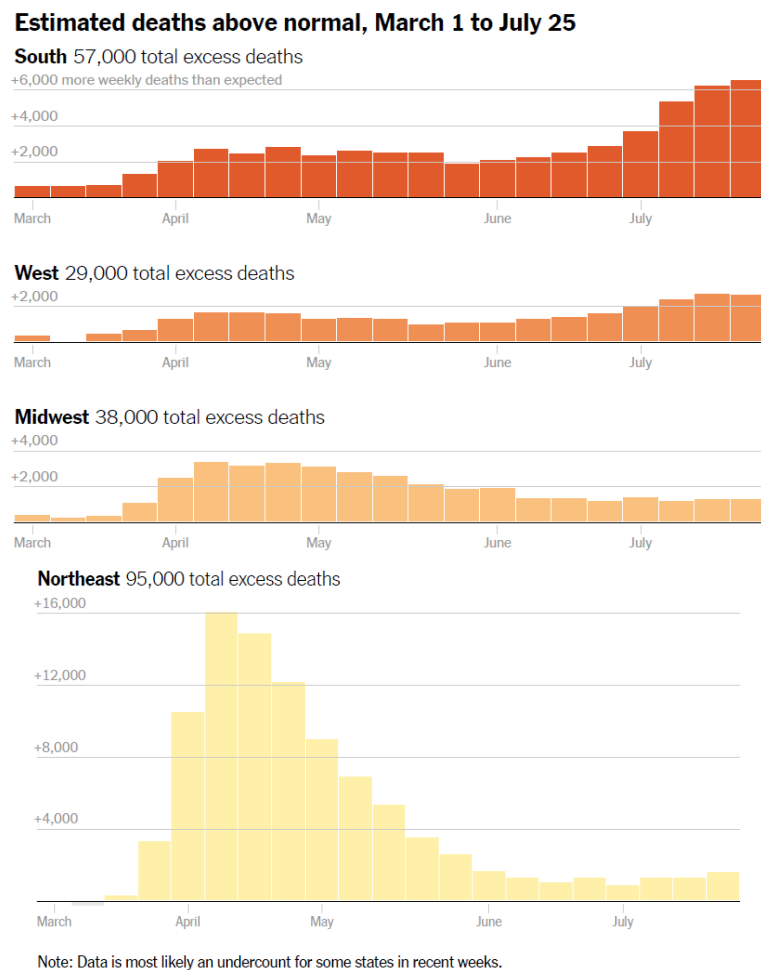 Estimated deaths above normal, March 1 to July 25
South 57,000 total excess deaths
+6,000 more weekly deaths than expected
+4,000
+2,000
March April May June July
West 29,000 total excess deaths
+2,000
March April May June July
Midwest 38,000 total excess deaths
+4,000
+2,000
March April May June July
Northeast 95,000 total excess deaths
+16,000
+12,000
+8,000
+4,000
March April May June July
Note: Data is most likely an undercount for some states in recent weeks.